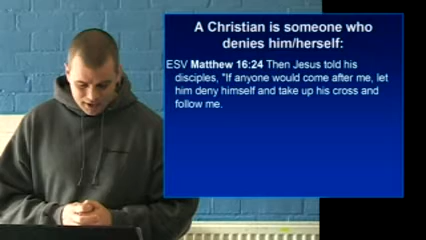 A Christian is someone who
denies him/herself:
ESV Matthew 16:24 Then Jesus told his
disciples, "If anyone would come after me, let
him deny himself and take up his cross and
follow me.